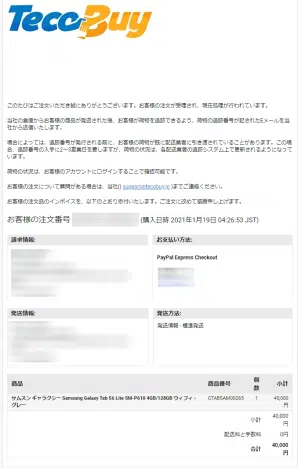 TecoBuy
このたびはご注文いただき誠にありがとうございます。お客様の注文が受理され、現在処理が行われています。
当社の倉庫からお客様の商品が発送された後、お客様が荷物を追跡できるよう、荷物の追跡番号が記されたEメールを当
社から送信いたします。
場合によっては、追跡番号が発行される前に、お客様の荷物が既に配送業者に引き渡されていることがあります。この場
合、追跡番号の入手に2~3営業日を要しますが、荷物の状況は、各配送業者の追跡システム上で更新されるようになって
います。
荷物の状況は、お客様のアカウントにログインすることで確認可能です。
お客様の注文について質問がある場合は、当社() support@tecobuy.jp )までご連絡ください。
お客様の注文品のインボイスを、以下のとおり添付いたします。ご注文に改めて感謝申し上げます。
お客様の注文番号 (購入日時 2021年1月19日 04:26:53 JST)
請求情報: お支払い方法:
PayPal Express Checkout
発送情報: 発送方法:
発送情報 - 標準発送
商品 商品番号 個数 小計
サムスン ギャラクシー Samsung Galaxy Tab S6 Lite SM-P610 4GB/128GB ウィフィ - グレー CTABSAM00265 1 40,000円
小計 40,000円
配送料と手数料 0円
合計 40,000円